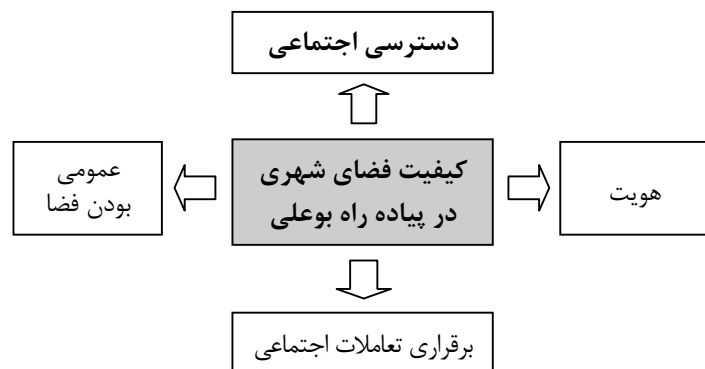 دسترسی اجتماعی
هویت
کیفیت فضای شهری
در پیاده راه بوعلی
عمومی
بودن فضا
برقراری تعاملات اجتماعی